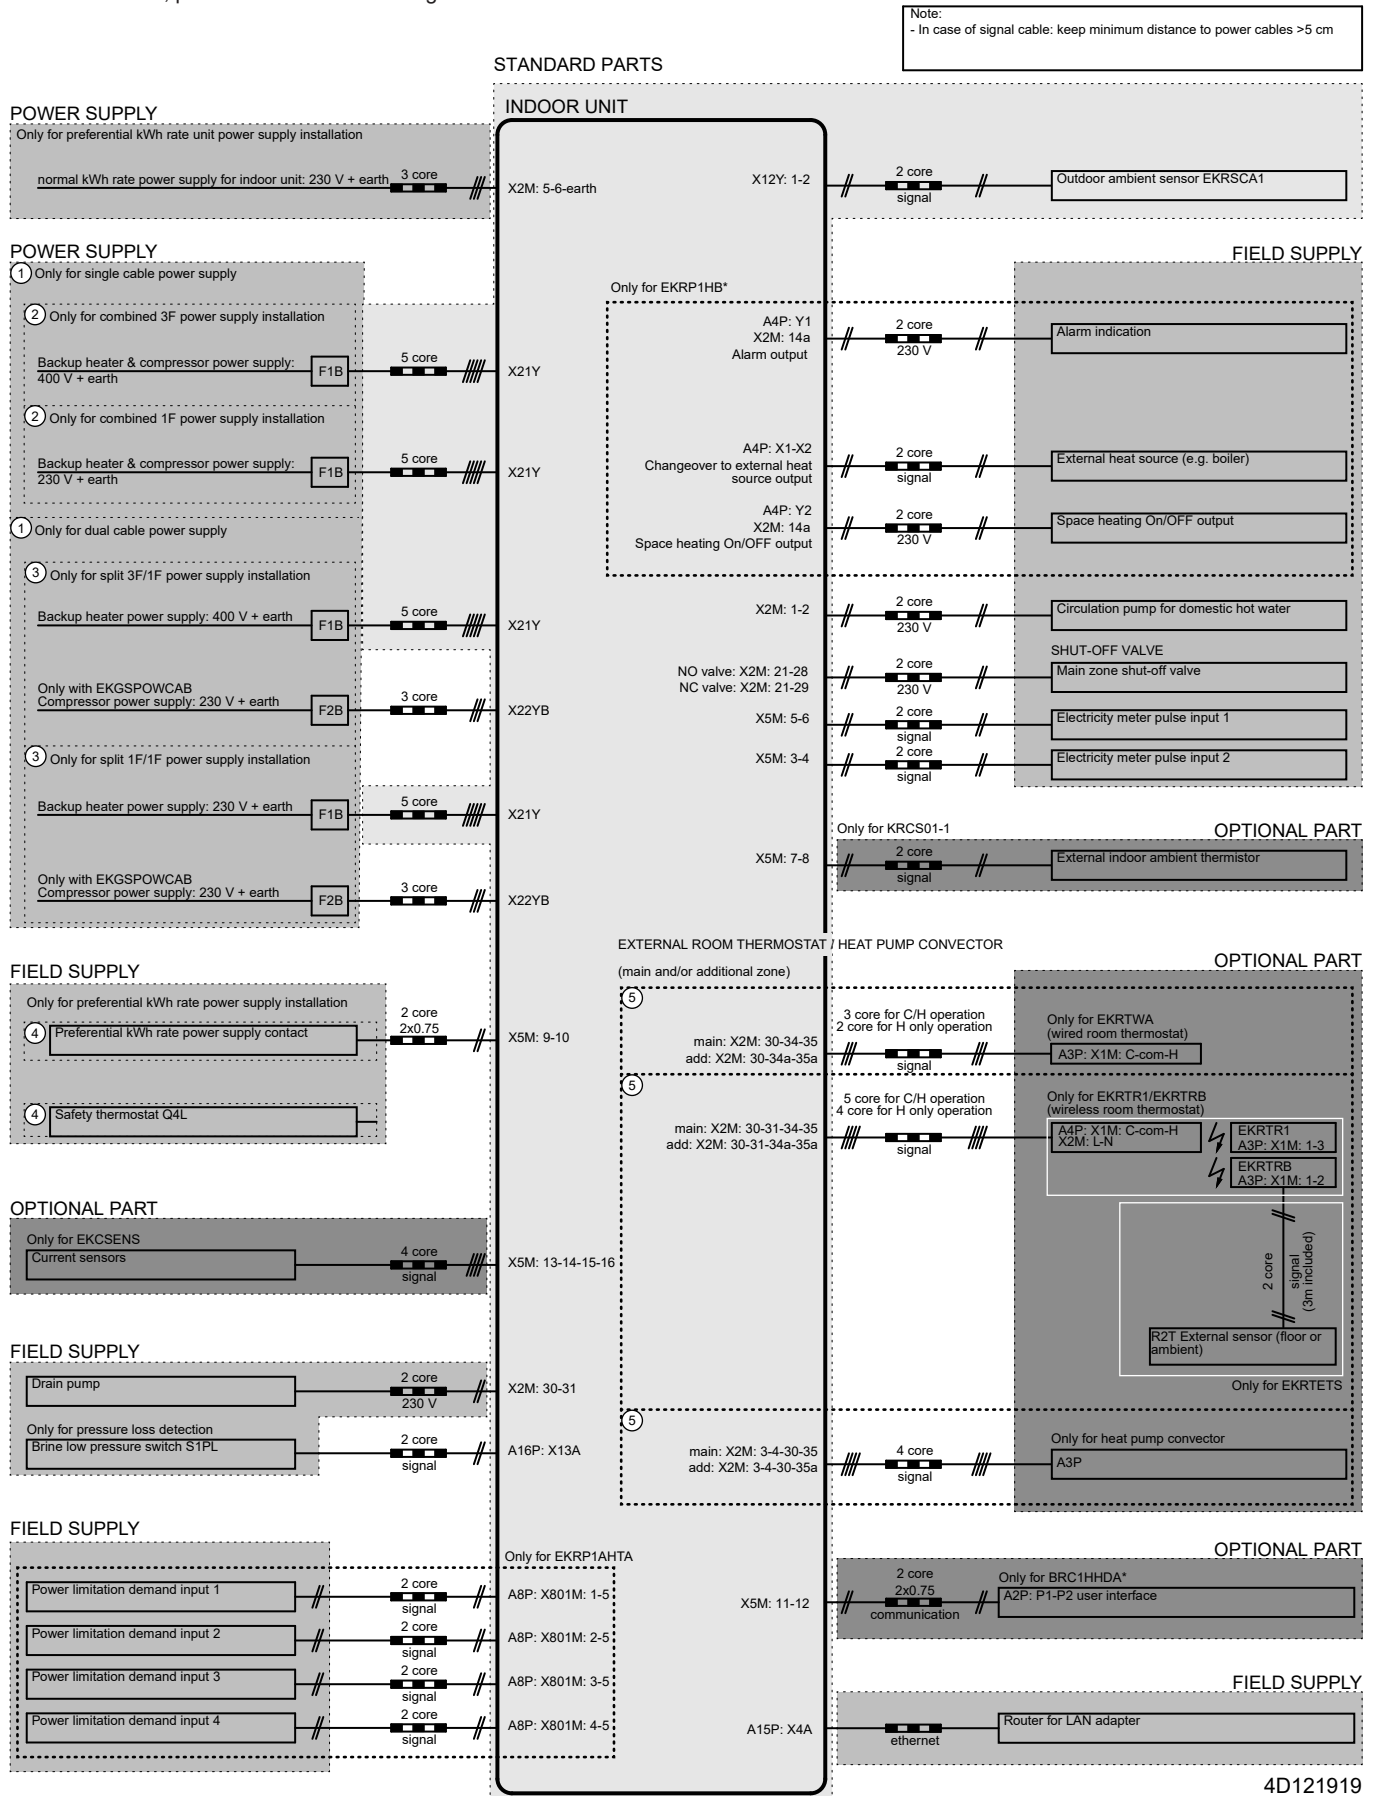 Note:
- In case of signal cable: keep minimum distance to power cables >5 cm
STANDARD PARTS
INDOOR UNIT
POWER SUPPLY
Only for preferential kWh rate unit power supply installation
normal kWh rate power supply for indoor unit: 230 V + earth
3 core
X2M: 5-6-earth
X12Y: 1-2
2 core
signal
Outdoor ambient sensor EKRSCA1
POWER SUPPLY
1 Only for single cable power supply
2 Only for combined 3F power supply installation
Backup heater & compressor power supply:
400 V + earth
F1B
5 core
X21Y
2 Only for combined 1F power supply installation
Backup heater & compressor power supply:
230 V + earth
F1B
5 core
X21Y
1 Only for dual cable power supply
3 Only for split 3F/1F power supply installation
Backup heater power supply: 400 V + earth
F1B
5 core
X21Y
Only with EKGSPOWCAB
Compressor power supply: 230 V + earth
F2B
3 core
X22YB
3 Only for split 1F/1F power supply installation
Backup heater power supply: 230 V + earth
F1B
5 core
X21Y
Only with EKGSPOWCAB
Compressor power supply: 230 V + earth
F2B
3 core
X22YB
FIELD SUPPLY
Only for EKRP1HB*
A4P: Y1
X2M: 14a
Alarm output
2 core
230 V
Alarm indication
A4P: X1-X2
Changeover to external heat
source output
2 core
signal
External heat source (e.g. boiler)
A4P: Y2
X2M: 14a
Space heating On/OFF output
2 core
230 V
Space heating On/OFF output
X2M: 1-2
2 core
230 V
Circulation pump for domestic hot water
SHUT-OFF VALVE
NO valve: X2M: 21-28
NC valve: X2M: 21-29
2 core
230 V
Main zone shut-off valve
X5M: 5-6
2 core
signal
Electricity meter pulse input 1
X5M: 3-4
2 core
signal
Electricity meter pulse input 2
Only for KRCS01-1
OPTIONAL PART
X5M: 7-8
2 core
signal
External indoor ambient thermistor
FIELD SUPPLY
Only for preferential kWh rate power supply installation
4 Preferential kWh rate power supply contact
2 core
2x0.75
X5M: 9-10
4 Safety thermostat Q4L
EXTERNAL ROOM THERMOSTAT / HEAT PUMP CONVECTOR
(main and/or additional zone)
OPTIONAL PART
5
main: X2M: 30-34-35
add: X2M: 30-34a-35a
3 core for C/H operation
2 core for H only operation
signal
Only for EKRTWA
(wired room thermostat)
A3P: X1M: C-com-H
5
main: X2M: 30-31-34-35
add: X2M: 30-31-34a-35a
5 core for C/H operation
4 core for H only operation
signal
Only for EKRTR1/EKRTRB
(wireless room thermostat)
A4P: X1M: C-com-H
X2M: L-N
EKRTR1
A3P: X1M: 1-3
EKRTRB
A3P: X1M: 1-2
2 core
signal
(3m included)
R2T External sensor (floor or
ambient)
Only for EKRTETS
5
main: X2M: 3-4-30-35
add: X2M: 3-4-30-35a
4 core
signal
Only for heat pump convector
A3P
OPTIONAL PART
Only for EKCSENS
Current sensors
4 core
signal
X5M: 13-14-15-16
FIELD SUPPLY
Drain pump
2 core
230 V
X2M: 30-31
Only for pressure loss detection
Brine low pressure switch S1PL
2 core
signal
A16P: X13A
FIELD SUPPLY
Only for EKRP1AHTA
Power limitation demand input 1
2 core
signal
A8P: X801M: 1-5
Power limitation demand input 2
2 core
signal
A8P: X801M: 2-5
Power limitation demand input 3
2 core
signal
A8P: X801M: 3-5
Power limitation demand input 4
2 core
signal
A8P: X801M: 4-5
OPTIONAL PART
X5M: 11-12
2 core
2x0.75
communication
Only for BRC1HHDA*
A2P: P1-P2 user interface
FIELD SUPPLY
A15P: X4A
ethernet
Router for LAN adapter
4D121919